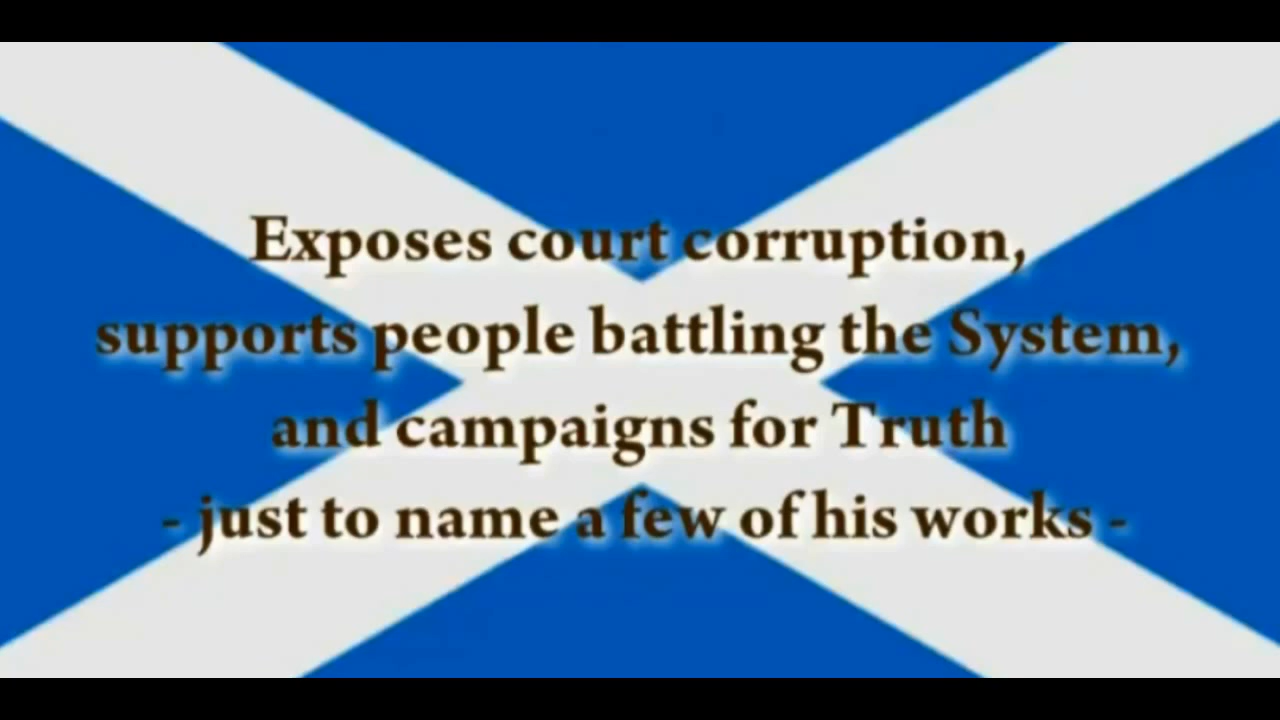 Exposes court corruption,
supports people battling the System,
and campaigns for Truth
- just to name a few of his works -